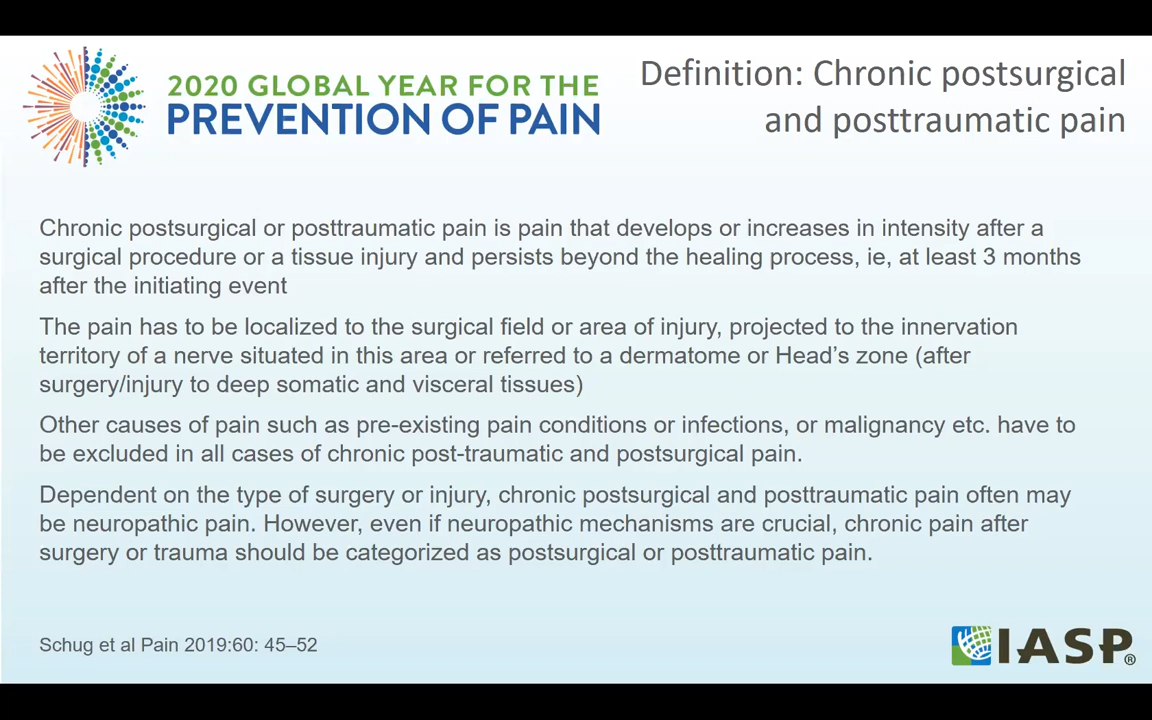 2020 GLOBAL YEAR FOR THE
PREVENTION OF PAIN
Definition: Chronic postsurgical
and posttraumatic pain
Chronic postsurgical or posttraumatic pain is pain that develops or increases in intensity after a
surgical procedure or a tissue injury and persists beyond the healing process, ie, at least 3 months
after the initiating event
The pain has to be localized to the surgical field or area of injury, projected to the innervation
territory of a nerve situated in this area or referred to a dermatome or Head’s zone (after
surgery/injury to deep somatic and visceral tissues)
Other causes of pain such as pre-existing pain conditions or infections, or malignancy etc. have to
be excluded in all cases of chronic post-traumatic and postsurgical pain.
Dependent on the type of surgery or injury, chronic postsurgical and posttraumatic pain often may
be neuropathic pain. However, even if neuropathic mechanisms are crucial, chronic pain after
surgery or trauma should be categorized as postsurgical or posttraumatic pain.
Schug et al Pain 2019:60: 45–52
IASP®